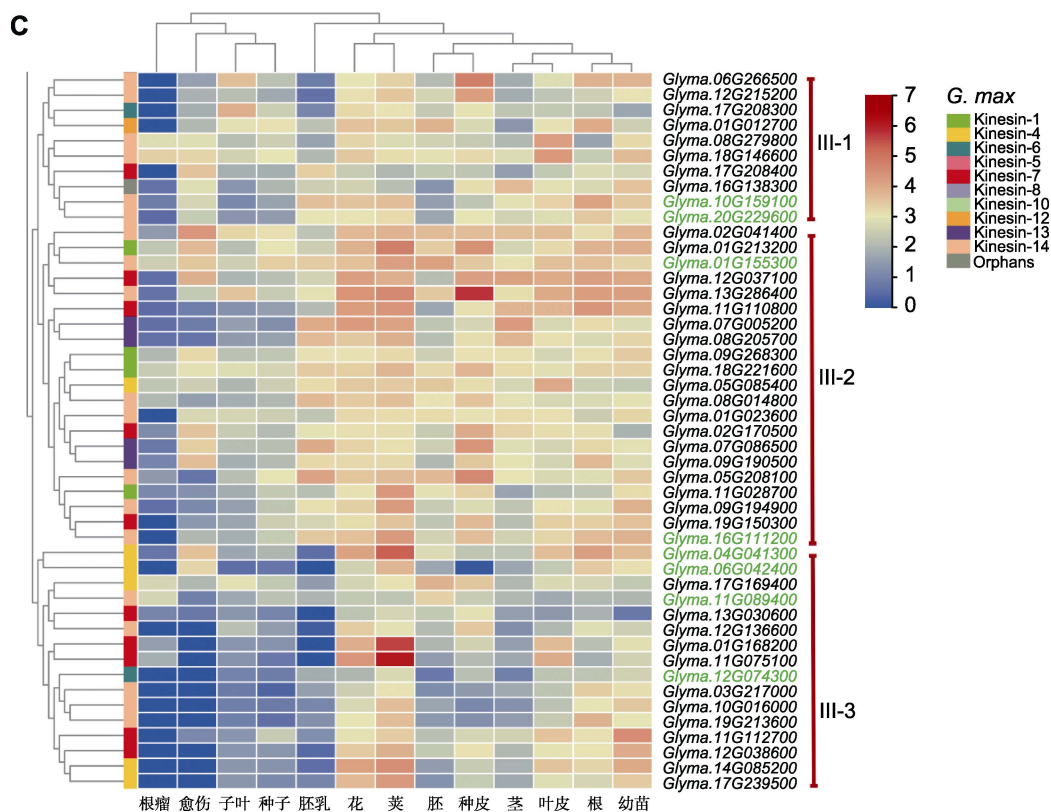 C
Glyma.06G266500
Glyma.12G215200
Glyma.17G208300
Glyma.01G012700
Glyma.08G279800
Glyma.18G146600
Glyma.17G208400
Glyma.16G138300
Glyma.10G159100
Glyma.20G229600
Glyma.02G041400
Glyma.01G213200
Glyma.01G155300
Glyma.12G037100
Glyma.13G286400
Glyma.11G110800
Glyma.07G005200
Glyma.08G205700
Glyma.09G268300
Glyma.18G221600
Glyma.05G085400
Glyma.08G014800
Glyma.01G023600
Glyma.02G170500
Glyma.07G086500
Glyma.09G190500
Glyma.05G208100
Glyma.11G028700
Glyma.09G194900
Glyma.19G150300
Glyma.16G111200
Glyma.04G041300
Glyma.06G042400
Glyma.17G169400
Glyma.11G089400
Glyma.13G030600
Glyma.12G136600
Glyma.01G168200
Glyma.11G075100
Glyma.12G074300
Glyma.03G217000
Glyma.10G016000
Glyma.19G213600
Glyma.11G112700
Glyma.12G038600
Glyma.14G085200
Glyma.17G239500
III-1
III-2
III-3
7
6
5
4
3
2
1
0
G. max
Kinesin-1
Kinesin-4
Kinesin-6
Kinesin-5
Kinesin-7
Kinesin-8
Kinesin-10
Kinesin-12
Kinesin-13
Kinesin-14
Orphans
根瘤 愈伤 子叶 种子 胚乳 花 荚 胚 种皮 茎 叶皮 根 幼苗